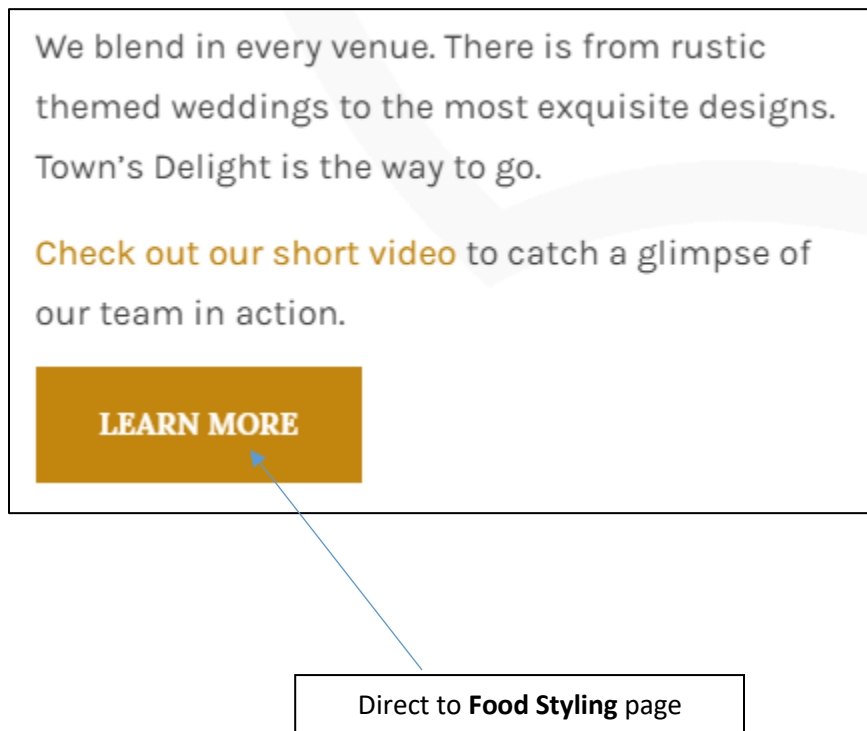 We blend in every venue. There is from rustic
themed weddings to the most exquisite designs.
Town’s Delight is the way to go.
Check out our short video to catch a glimpse of
our team in action.
LEARN MORE
Direct to Food Styling page